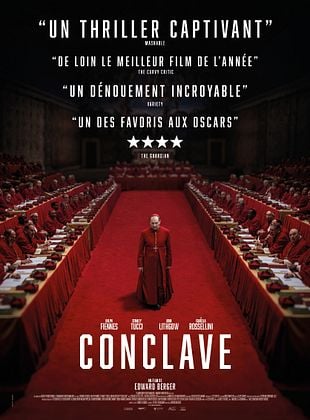 “UN THRILLER CAPTIVANT”
MASHABLE
“DE LOIN LE MEILLEUR FILM DE L’ANNÉE”
THE CURVY CRITIC
“UN DÉNOUEMENT INCROYABLE”
VARIETY
“UN DES FAVORIS AUX OSCARS”
THE GUARDIAN
RALPH FIENNES STANLEY TUCCI JOHN LITHGOW ISABELLA ROSSELLINI
CONCLAVE
UN FILM DE
EDWARD BERGER